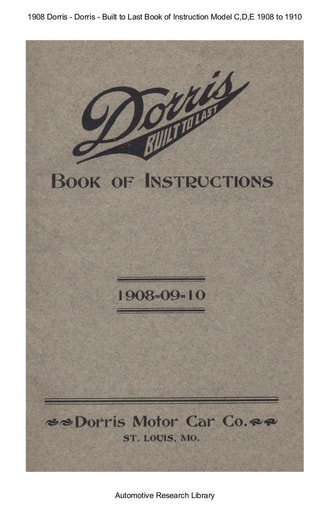 1908 Dorris - Dorris - Built to Last Book of Instruction Model C,D,E 1908 to 1910
Dorris
BUILT TO LAST
BOOK OF INSTRUCTIONS
1908-09-10
Dorris Motor Car Co.
ST. LOUIS, MO.
Automotive Research Library